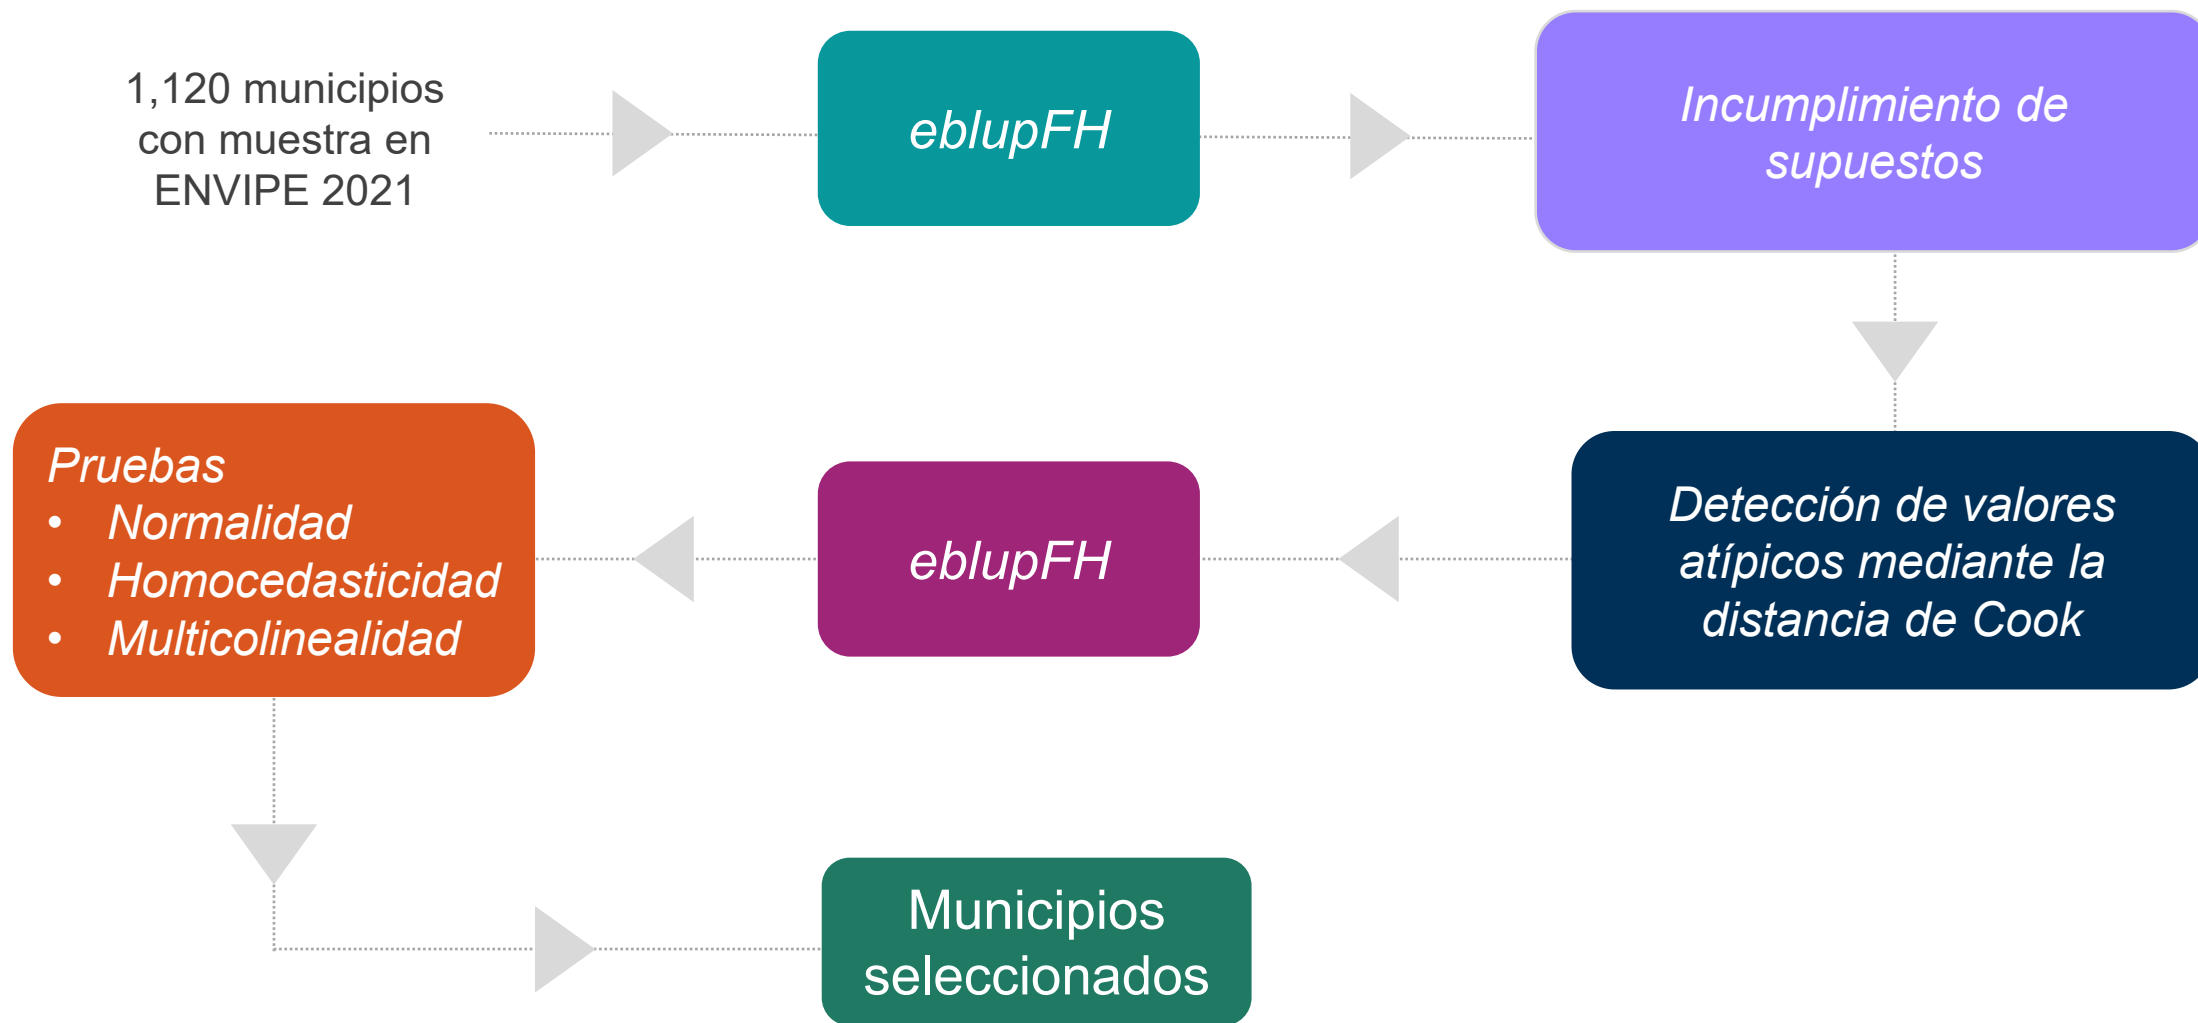 1,120 municipios
con muestra en
ENVIPE 2021
eblupFH
Incumplimiento de
supuestos
Detección de valores
atípicos mediante la
distancia de Cook
eblupFH
Pruebas
• Normalidad
• Homocedasticidad
• Multicolinealidad
Municipios
seleccionados